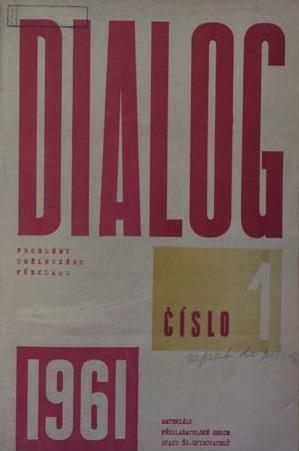 DIALOG
PROBLÉMY
UMĚLECKÉHO
PŘEKLADU
ČÍSLO 1
1961
MATERIÁLY
PŘEKLADATELSKÉ SEKCE
SVAZU ČS.SPISOVATELŮ